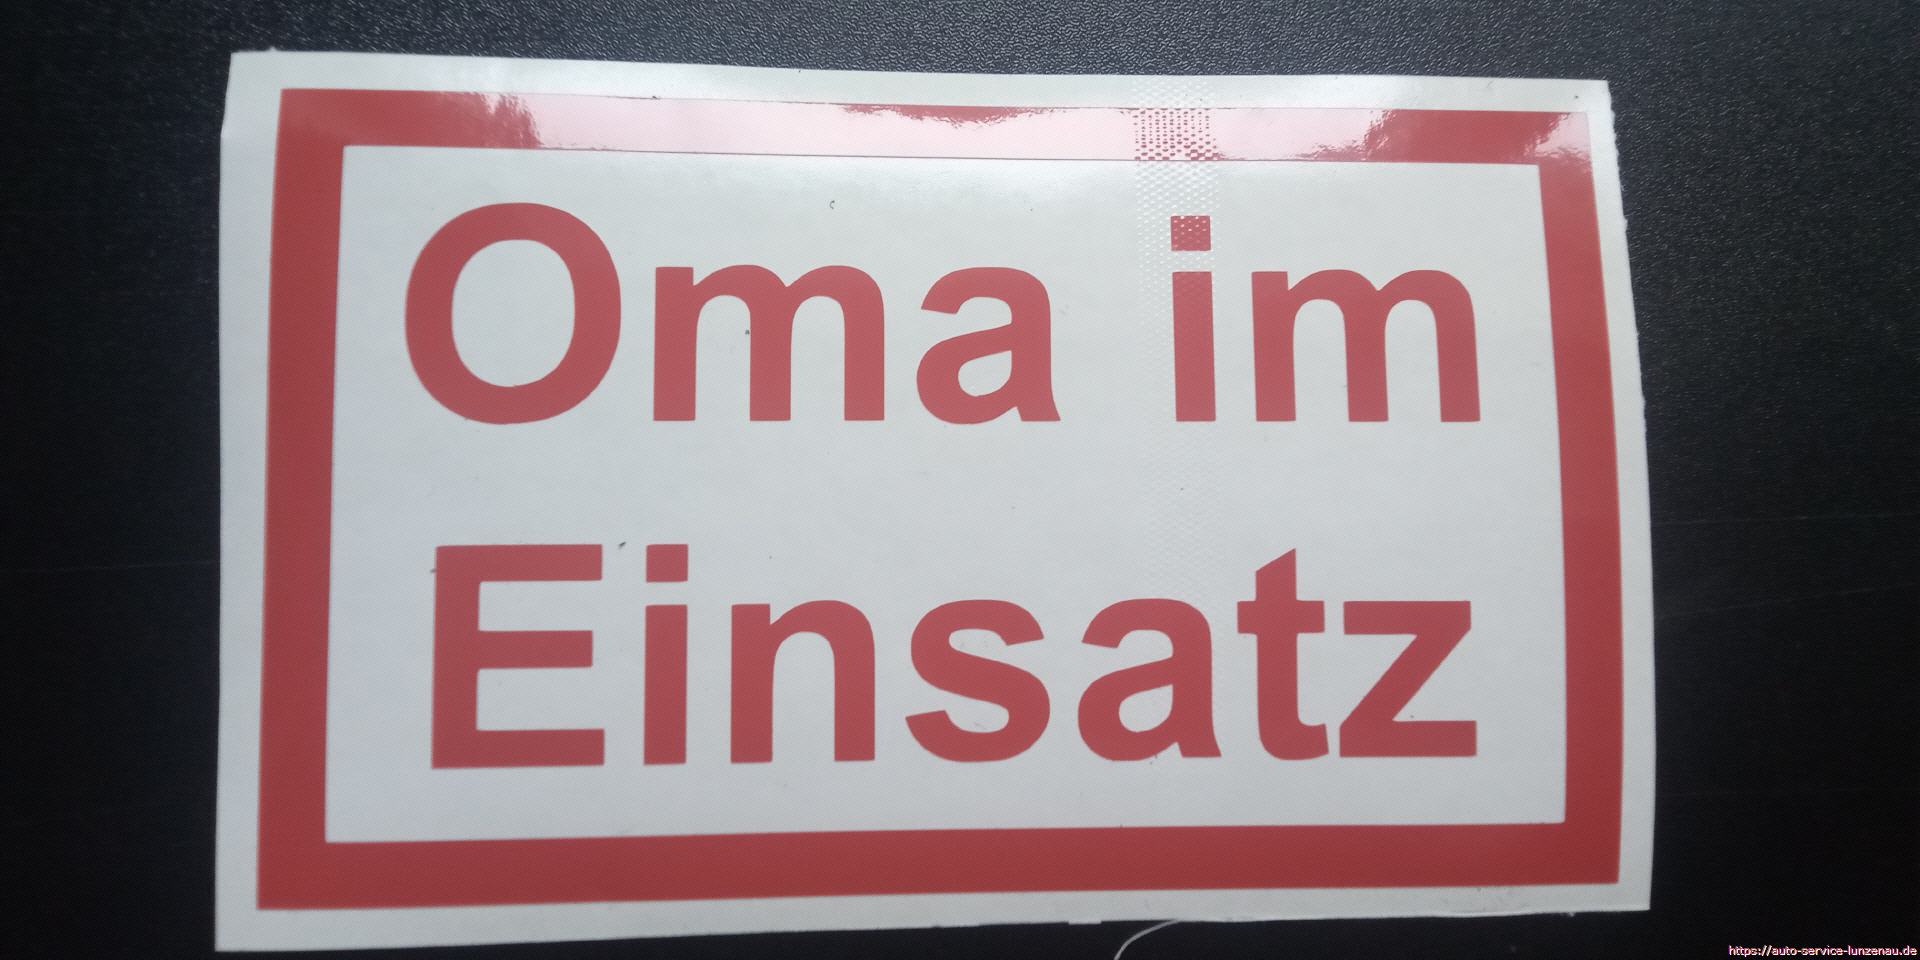 Oma im
Einsatz
https://auto-service-lunzenau.de